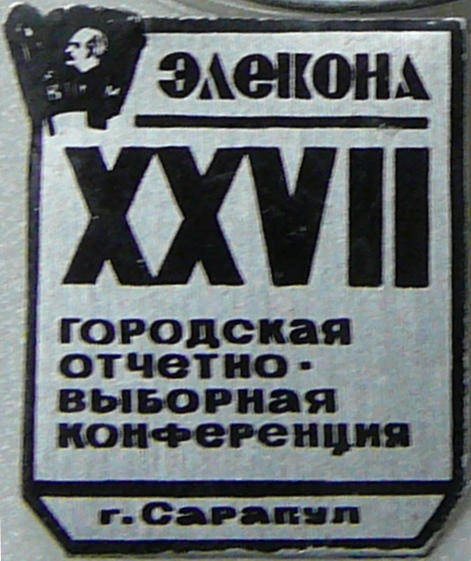 ЭЛЕКОНД
XXVII
ГОРОДСКАЯ
ОТЧЕТНО-
ВЫБОРНАЯ
КОНФЕРЕНЦИЯ
г. САРАПУЛ